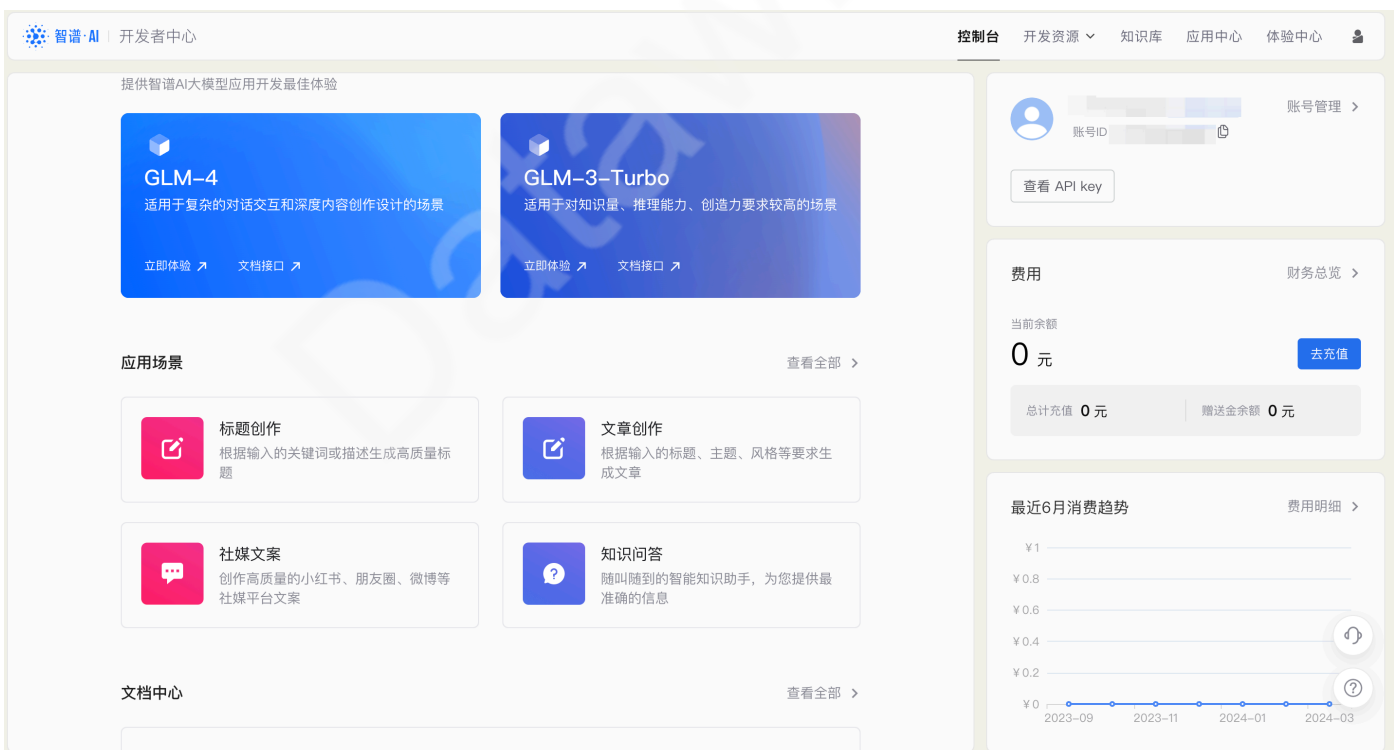 智谱·AI 开发者中心
控制台 开发资源 知识库 应用中心 体验中心
提供智谱AI大模型应用开发最佳体验
GLM-4
适用于复杂的对话交互和深度内容创作设计的场景
立即体验 文档接口
GLM-3-Turbo
适用于对知识量、推理能力、创造力要求较高的场景
立即体验 文档接口
应用场景
查看全部
标题创作
根据输入的关键词或描述生成高质量标
题
文章创作
根据输入的标题、主题、风格等要求生
成文章
社媒文案
创作高质量的小红书、朋友圈、微博等
社媒平台文案
知识问答
随叫随到的智能知识助手，为您提供最
准确的信息
文档中心
查看全部
账号管理
账号ID
查看 API key
费用
财务总览
当前余额
0 元
去充值
总计充值 0 元
赠送金余额 0 元
最近6月消费趋势
费用明细
¥1
¥0.8
¥0.6
¥0.4
¥0.2
¥0
2023-09 2023-11 2024-01 2024-03